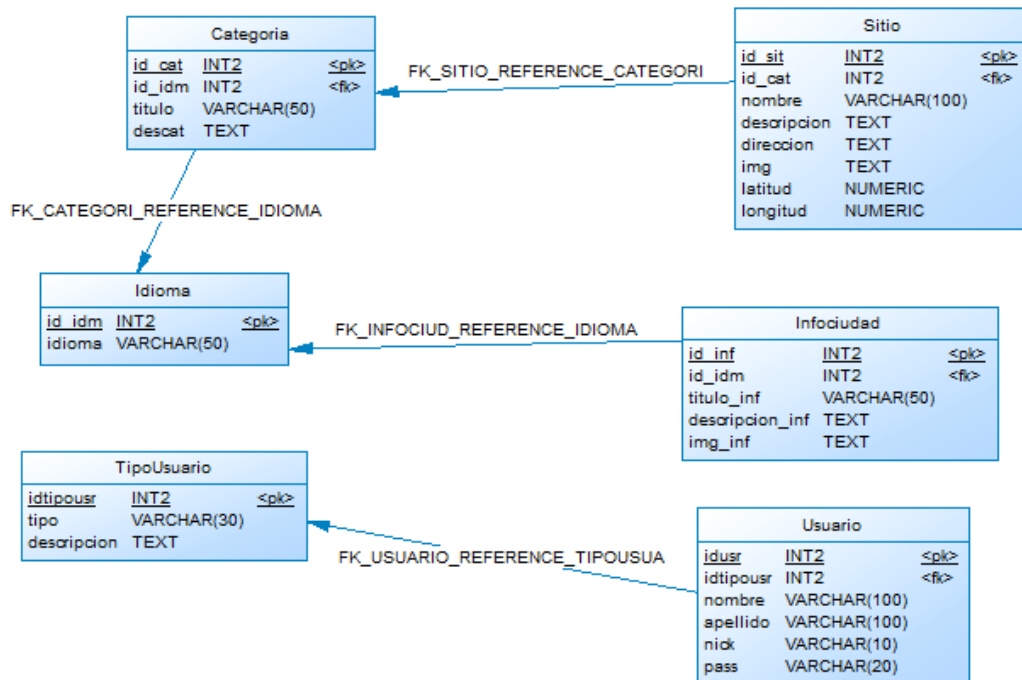 Categoria
id_cat INT2 <pk>
id_idm INT2 <fk>
titulo VARCHAR(50)
descat TEXT
FK_SITIO_REFERENCE_CATEGORI
Sitio
id_sit INT2 <pk>
id_cat INT2 <fk>
nombre VARCHAR(100)
descripcion TEXT
direccion TEXT
img TEXT
latitud NUMERIC
longitud NUMERIC
FK_CATEGORI_REFERENCE_IDIOMA
Idioma
id_idm INT2 <pk>
idioma VARCHAR(50)
FK_INFOCIUD_REFERENCE_IDIOMA
Infociudad
id_inf INT2 <pk>
id_idm INT2 <fk>
titulo_inf VARCHAR(50)
descripcion_inf TEXT
img_inf TEXT
TipoUsuario
idtipousr INT2 <pk>
tipo VARCHAR(30)
descripcion TEXT
FK_USUARIO_REFERENCE_TIPOUSUA
Usuario
idusr INT2 <pk>
idtipousr INT2 <fk>
nombre VARCHAR(100)
apellido VARCHAR(100)
nick VARCHAR(10)
pass VARCHAR(20)